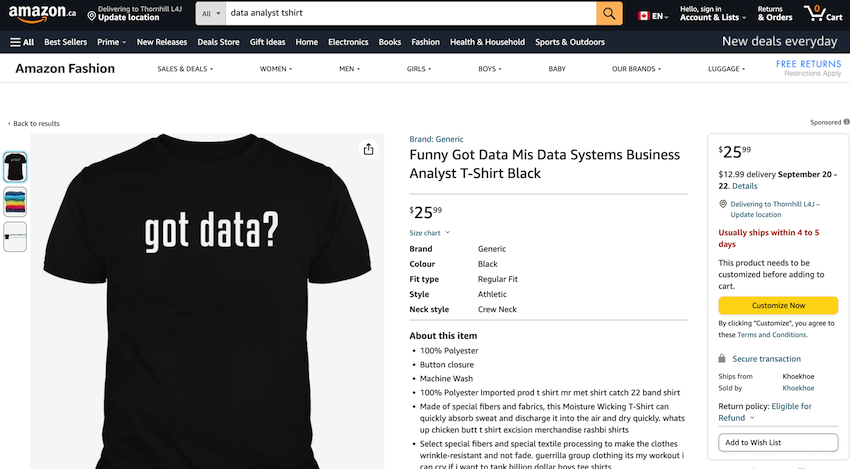 amazon.ca
Delivering to Thornhill L4J
Update location
All
data analyst tshirt
EN
Hello, sign in
Account & Lists
Returns
& Orders
0
Cart
All
Best Sellers
Prime
New Releases
Deals Store
Gift Ideas
Home
Electronics
Books
Fashion
Health & Household
Sports & Outdoors
New deals everyday
Amazon Fashion
SALES & DEALS
WOMEN
MEN
GIRLS
BOYS
BABY
OUR BRANDS
LUGGAGE
FREE RETURNS
Restrictions Apply
‹ Back to results
Sponsored
got data?
Brand: Generic
Funny Got Data Mis Data Systems Business
Analyst T-Shirt Black
$25⁹⁹
Size chart
Brand Generic
Colour Black
Fit type Regular Fit
Style Athletic
Neck style Crew Neck
About this item
• 100% Polyester
• Button closure
• Machine Wash
• 100% Polyester Imported prod t shirt mr met shirt catch 22 band shirt
• Made of special fibers and fabrics, this Moisture Wicking T-Shirt can
quickly absorb sweat and discharge it into the air and dry quickly. whats
up chicken butt t shirt excision merchandise rashbi shirts
• Select special fibers and special textile processing to make the clothes
wrinkle-resistant and not fade. guerrilla group clothing its my workout i
can cry if i want to tank billion dollar boys tee shirts
$25⁹⁹
$12.99 delivery September 20 -
22. Details
Delivering to Thornhill L4J –
Update location
Usually ships within 4 to 5
days
This product needs to be
customized before adding to
cart.
Customize Now
By clicking "Customize", you agree to
these Terms and Conditions.
Secure transaction
Ships from Khoekhoe
Sold by Khoekhoe
Return policy: Eligible for
Refund
Add to Wish List